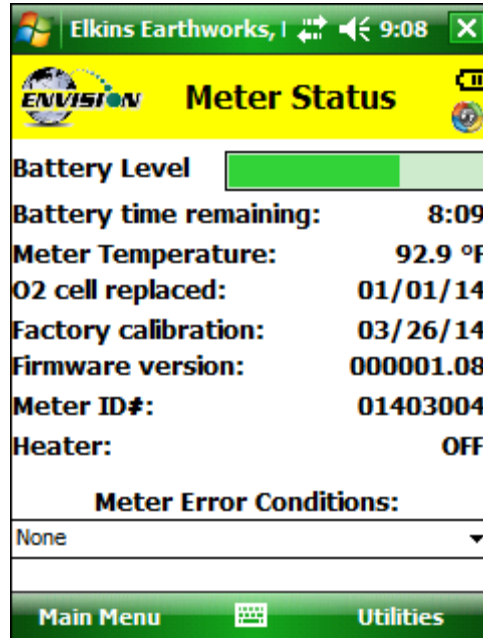 Elkins Earthworks, I 9:08
ENVISION Meter Status
Battery Level
Battery time remaining: 8:09
Meter Temperature: 92.9 °F
O2 cell replaced: 01/01/14
Factory calibration: 03/26/14
Firmware version: 000001.08
Meter ID#: 01403004
Heater: OFF
Meter Error Conditions:
None
Main Menu Utilities